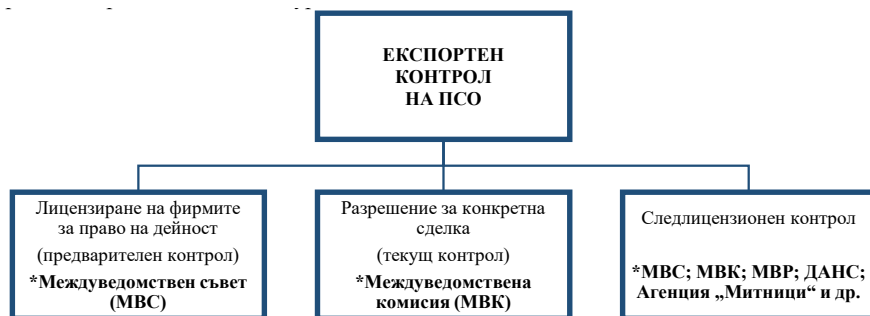 ЕКСПОРТЕН
КОНТРОЛ
НА ПСО
Лицензиране на фирмите
за право на дейност
(предварителен контрол)
*Междуведомствен съвет
(МВС)
Разрешение за конкретна
сделка
(текущ контрол)
*Междуведомствена
комисия (МВК)
Следлицензионен контрол
*МВС; МВК; МВР; ДАНС;
Агенция „Митници“ и др.